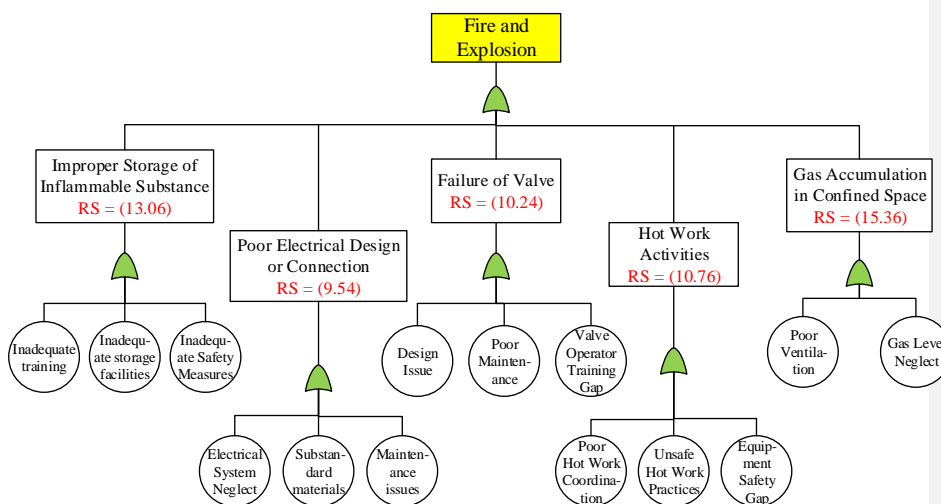 Fire and
Explosion
Improper Storage of
Inflammable Substance
RS = (13.06)
Poor Electrical Design
or Connection
RS = (9.54)
Failure of Valve
RS = (10.24)
Hot Work
Activities
RS = (10.76)
Gas Accumulation
in Confined Space
RS = (15.36)
Inadequate
training
Inadequ-
ate storage
facilities
Inadequ-
ate Safety
Measures
Design
Issue
Poor
Mainten-
ance
Valve
Operator
Training
Gap
Poor
Ventila-
tion
Gas Level
Neglect
Electrical
System
Neglect
Substan-
dard
materials
Mainten-
ance
issues
Poor
Hot Work
Coordina-
tion
Unsafe
Hot Work
Practices
Equip-
ment
Safety
Gap